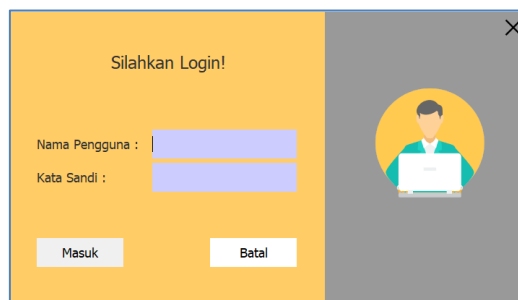 Silahkan Login!
Nama Pengguna :
Kata Sandi :
Masuk Batal